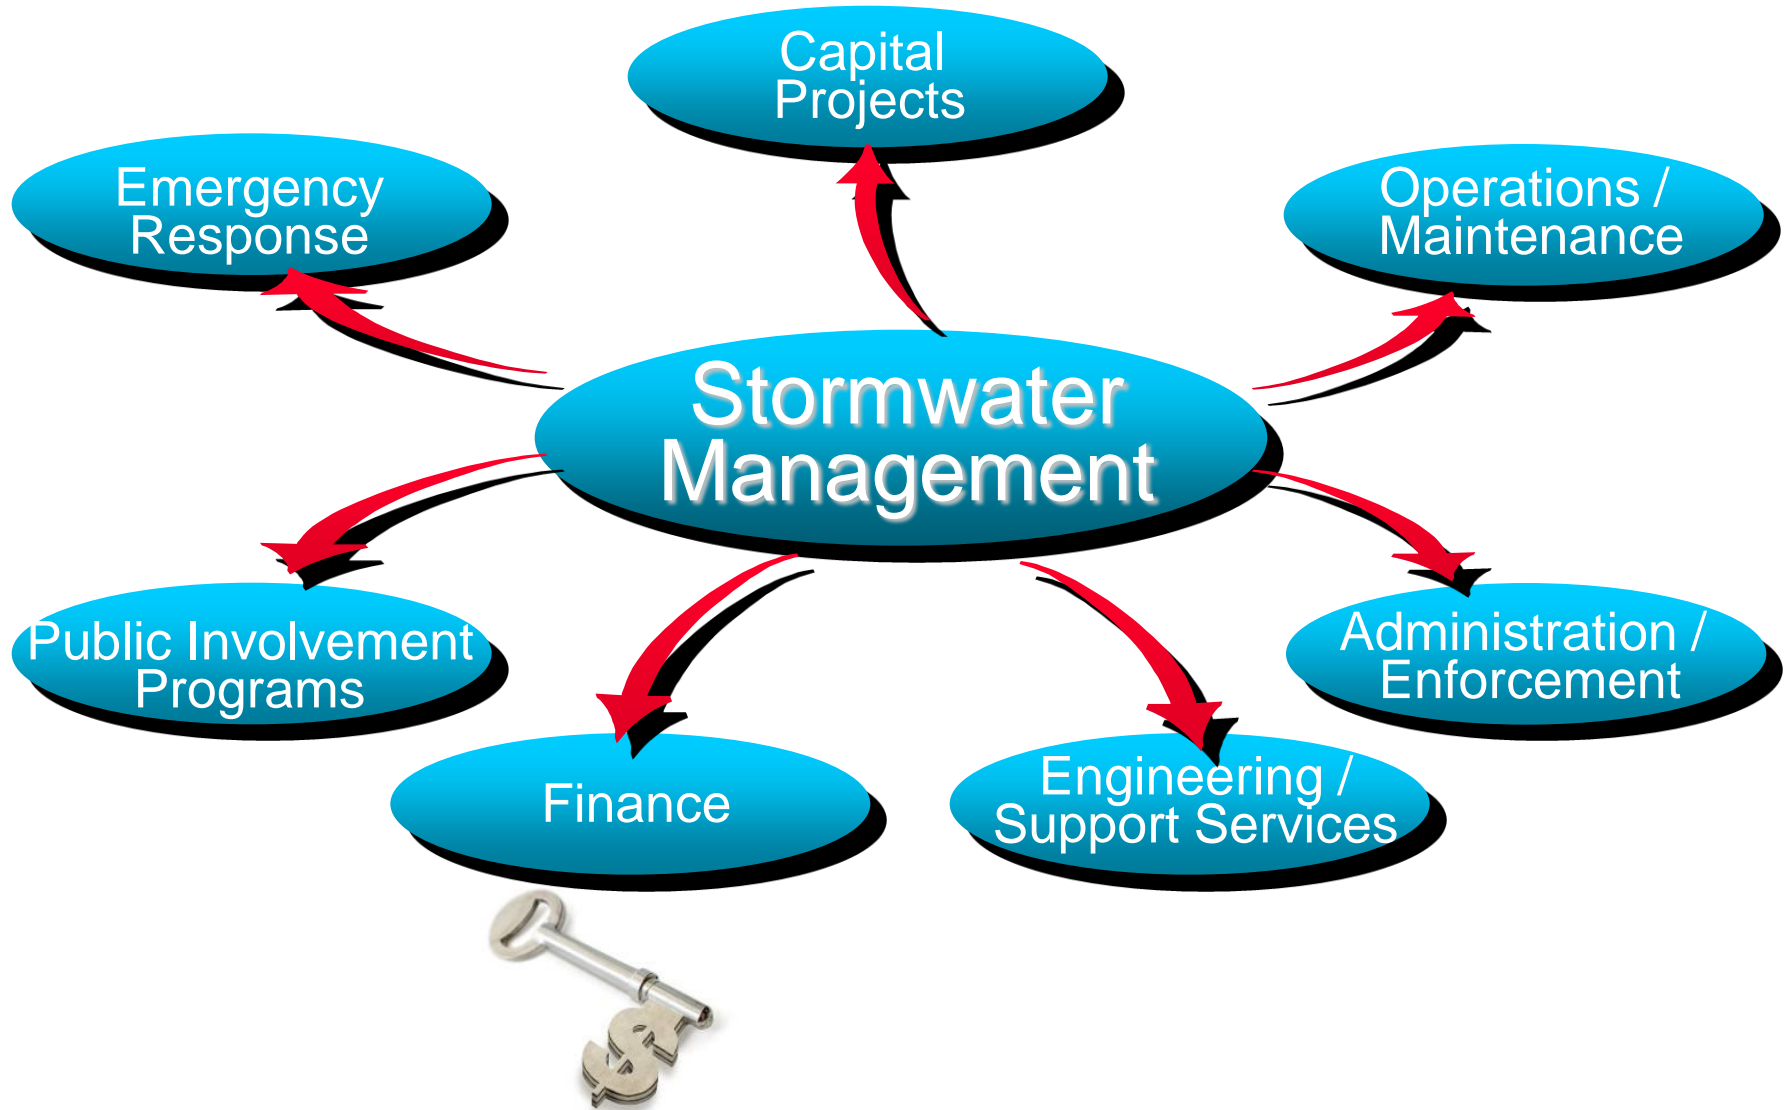 Capital
Projects
Emergency
Response
Operations /
Maintenance
Stormwater
Management
Public Involvement
Programs
Administration /
Enforcement
Finance
Engineering /
Support Services
$